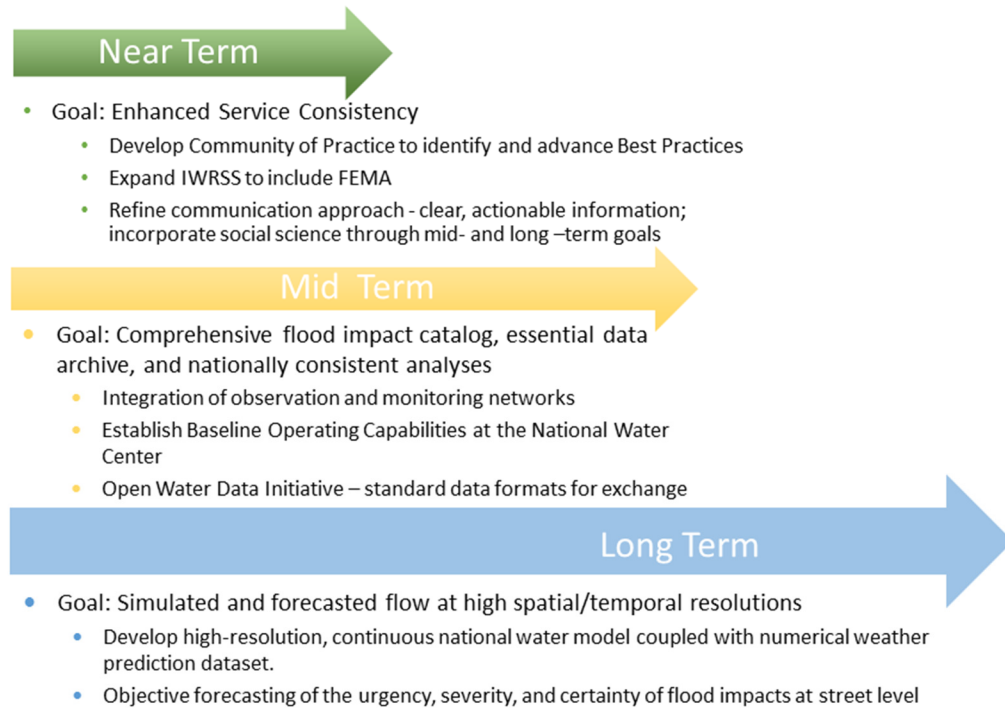 Near Term
• Goal: Enhanced Service Consistency
• Develop Community of Practice to identify and advance Best Practices
• Expand IWRSS to include FEMA
• Refine communication approach - clear, actionable information;
incorporate social science through mid- and long –term goals
Mid Term
• Goal: Comprehensive flood impact catalog, essential data
archive, and nationally consistent analyses
• Integration of observation and monitoring networks
• Establish Baseline Operating Capabilities at the National Water
Center
• Open Water Data Initiative – standard data formats for exchange
Long Term
• Goal: Simulated and forecasted flow at high spatial/temporal resolutions
• Develop high-resolution, continuous national water model coupled with numerical weather
prediction dataset.
• Objective forecasting of the urgency, severity, and certainty of flood impacts at street level